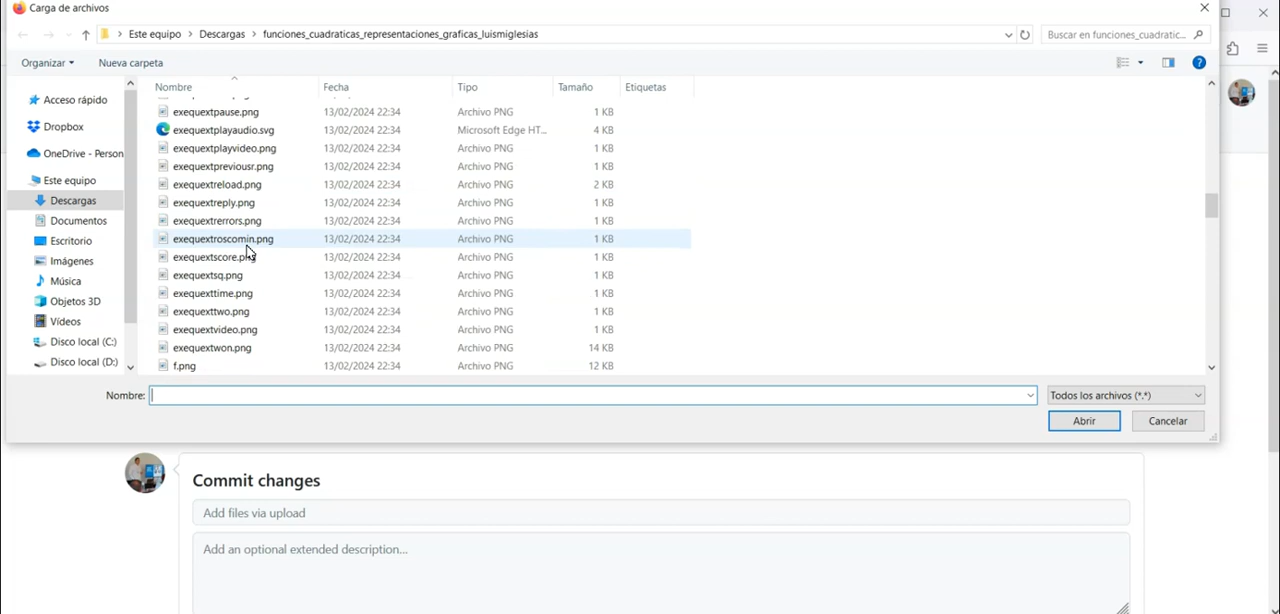 Carga de archivos
Este equipo > Descargas > funciones_cuadraticas_representaciones_graficas_luismiglesias
Buscar en funciones_cuadratic...
Organizar Nueva carpeta
Nombre Fecha Tipo Tamaño Etiquetas
Acceso rápido
Dropbox
OneDrive - Person
Este equipo
Descargas
Documentos
Escritorio
Imágenes
Música
Objetos 3D
Vídeos
Disco local (C:)
Disco local (D:)
exequextpause.png 13/02/2024 22:34 Archivo PNG 1 KB
exequextplayaudio.svg 13/02/2024 22:34 Microsoft Edge HT... 4 KB
exequextplayvideo.png 13/02/2024 22:34 Archivo PNG 1 KB
exequextpreviousr.png 13/02/2024 22:34 Archivo PNG 1 KB
exequextreload.png 13/02/2024 22:34 Archivo PNG 2 KB
exequextreply.png 13/02/2024 22:34 Archivo PNG 1 KB
exequextrerrors.png 13/02/2024 22:34 Archivo PNG 1 KB
exequextroscomin.png 13/02/2024 22:34 Archivo PNG 1 KB
exequextscore.png 13/02/2024 22:34 Archivo PNG 1 KB
exequextsq.png 13/02/2024 22:34 Archivo PNG 1 KB
exequexttime.png 13/02/2024 22:34 Archivo PNG 1 KB
exequexttwo.png 13/02/2024 22:34 Archivo PNG 1 KB
exequextvideo.png 13/02/2024 22:34 Archivo PNG 1 KB
exequextwon.png 13/02/2024 22:34 Archivo PNG 14 KB
f.png 13/02/2024 22:34 Archivo PNG 12 KB
Nombre: Todos los archivos (*.*)
Abrir Cancelar
Commit changes
Add files via upload
Add an optional extended description...